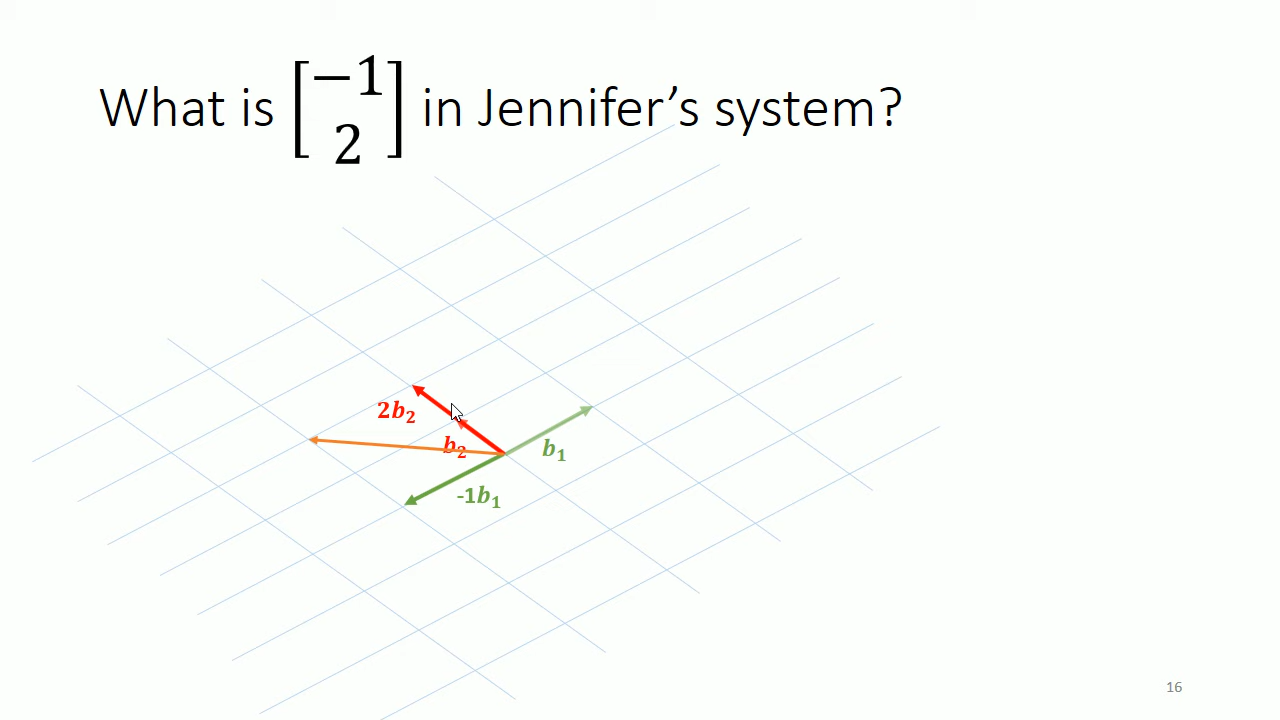 What is [−1 2] in Jennifer’s system?
2𝒃₂
𝒃₂
𝒃₁
-1𝒃₁
16